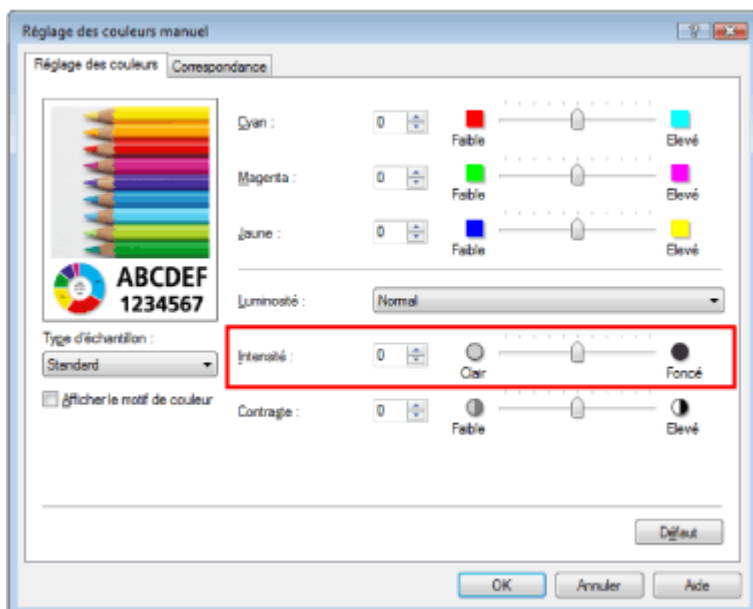 Réglage des couleurs manuel
Réglage des couleurs Correspondance
Cyan : 0 Faible Elevé
Magenta : 0 Faible Elevé
Jaune : 0 Faible Elevé
ABCDEF
1234567
Luminosité : Normal
Type d'échantillon :
Standard
Intensité : 0 Clair Foncé
Afficher le motif de couleur
Contraste : 0 Faible Elevé
Défaut
OK Annuler Aide